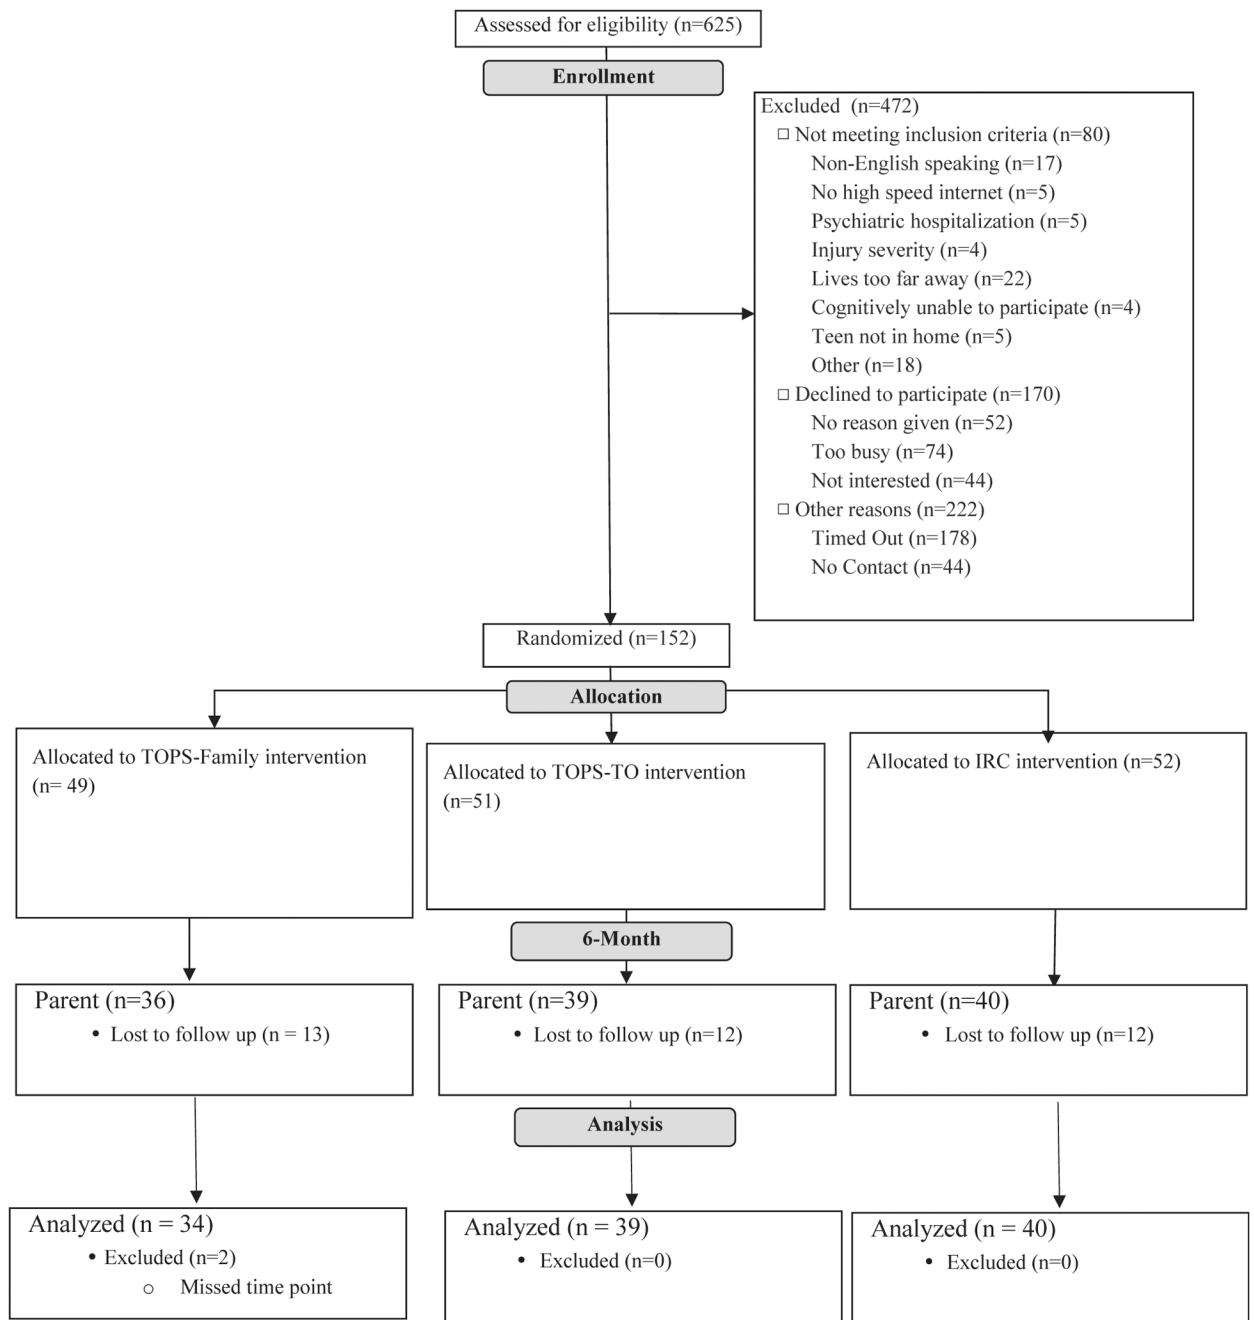 Assessed for eligibility (n=625)
Enrollment
Excluded  (n=472)
□ Not meeting inclusion criteria (n=80)
Non-English speaking (n=17)
No high speed internet (n=5)
Psychiatric hospitalization (n=5)
Injury severity (n=4)
Lives too far away (n=22)
Cognitively unable to participate (n=4)
Teen not in home (n=5)
Other (n=18)
□ Declined to participate (n=170)
No reason given (n=52)
Too busy (n=74)
Not interested (n=44)
□ Other reasons (n=222)
Timed Out (n=178)
No Contact (n=44)
Randomized (n=152)
Allocation
Allocated to TOPS-Family intervention
(n= 49)
Allocated to TOPS-TO intervention
(n=51)
Allocated to IRC intervention (n=52)
6-Month
Parent (n=36)
• Lost to follow up (n = 13)
Parent (n=39)
• Lost to follow up (n=12)
Parent (n=40)
• Lost to follow up (n=12)
Analysis
Analyzed (n = 34)
• Excluded (n=2)
o Missed time point
Analyzed (n = 39)
• Excluded (n=0)
Analyzed (n = 40)
• Excluded (n=0)